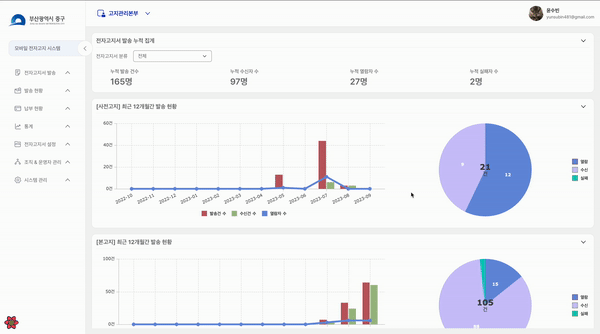 부산광역시 중구
고지관리본부
윤수빈
yunsubin481@gmail.com
모바일 전자고지 시스템
전자고지서 발송
발송 현황
납부 현황
통계
전자고지서 설정
조직 & 운영자 관리
시스템 관리
전자고지서 발송 누적 집계
전자고지서 분류
전체
누적 발송 건수
누적 수신자 수
누적 열람자 수
누적 실패자 수
165명
97명
27명
2명
[사전고지] 최근 12개월간 발송 현황
60건
40건
20건
0건
2022-10
2022-11
2022-12
2023-01
2023-02
2023-03
2023-04
2023-05
2023-06
2023-07
2023-08
2023-09
발송건 수
수신건 수
열람자 수
21
건
9
12
열람
수신
실패
[본고지] 최근 12개월간 발송 현황
100건
75건
50건
25건
0건
105
건
15
열람
수신
실패